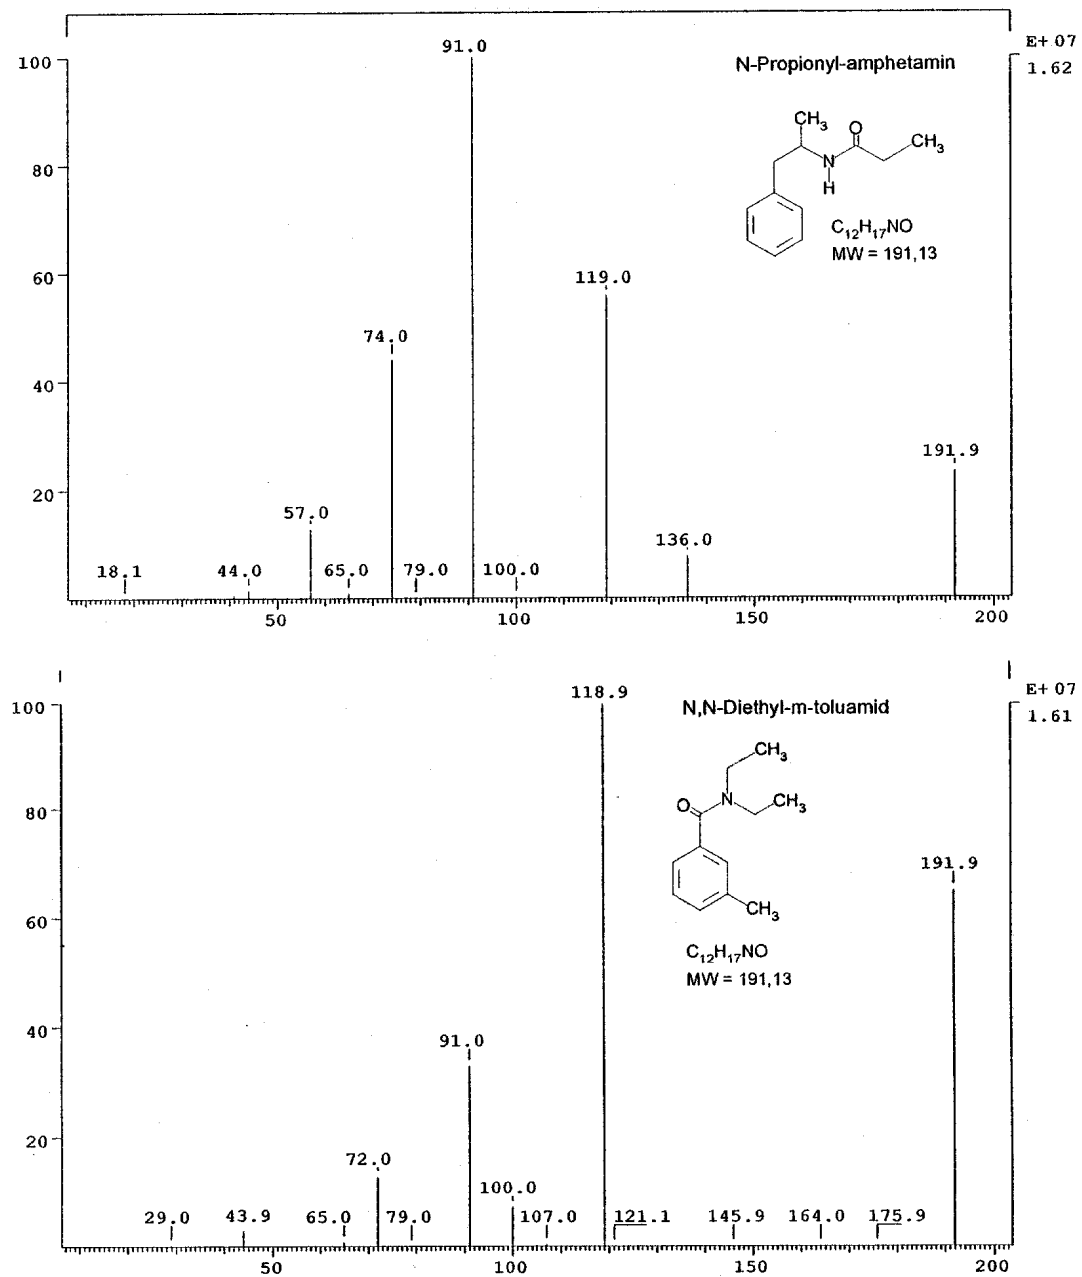 91.0
E+07
100
N-Propionyl-amphetamin
1.62
CH3
O
CH3
80
N
H
C12H17NO
MW = 191,13
60
119.0
74.0
40
191.9
20
57.0
136.0
18.1
44.0
65.0
79.0
100.0
50
100
150
200
118.9
E+07
100
N,N-Diethyl-m-toluamid
1.61
CH3
80
O
N
CH3
191.9
60
CH3
C12H17NO
MW = 191,13
40
91.0
20
72.0
100.0
29.0
43.9
65.0
79.0
107.0
121.1
145.9
164.0
175.9
50
100
150
200